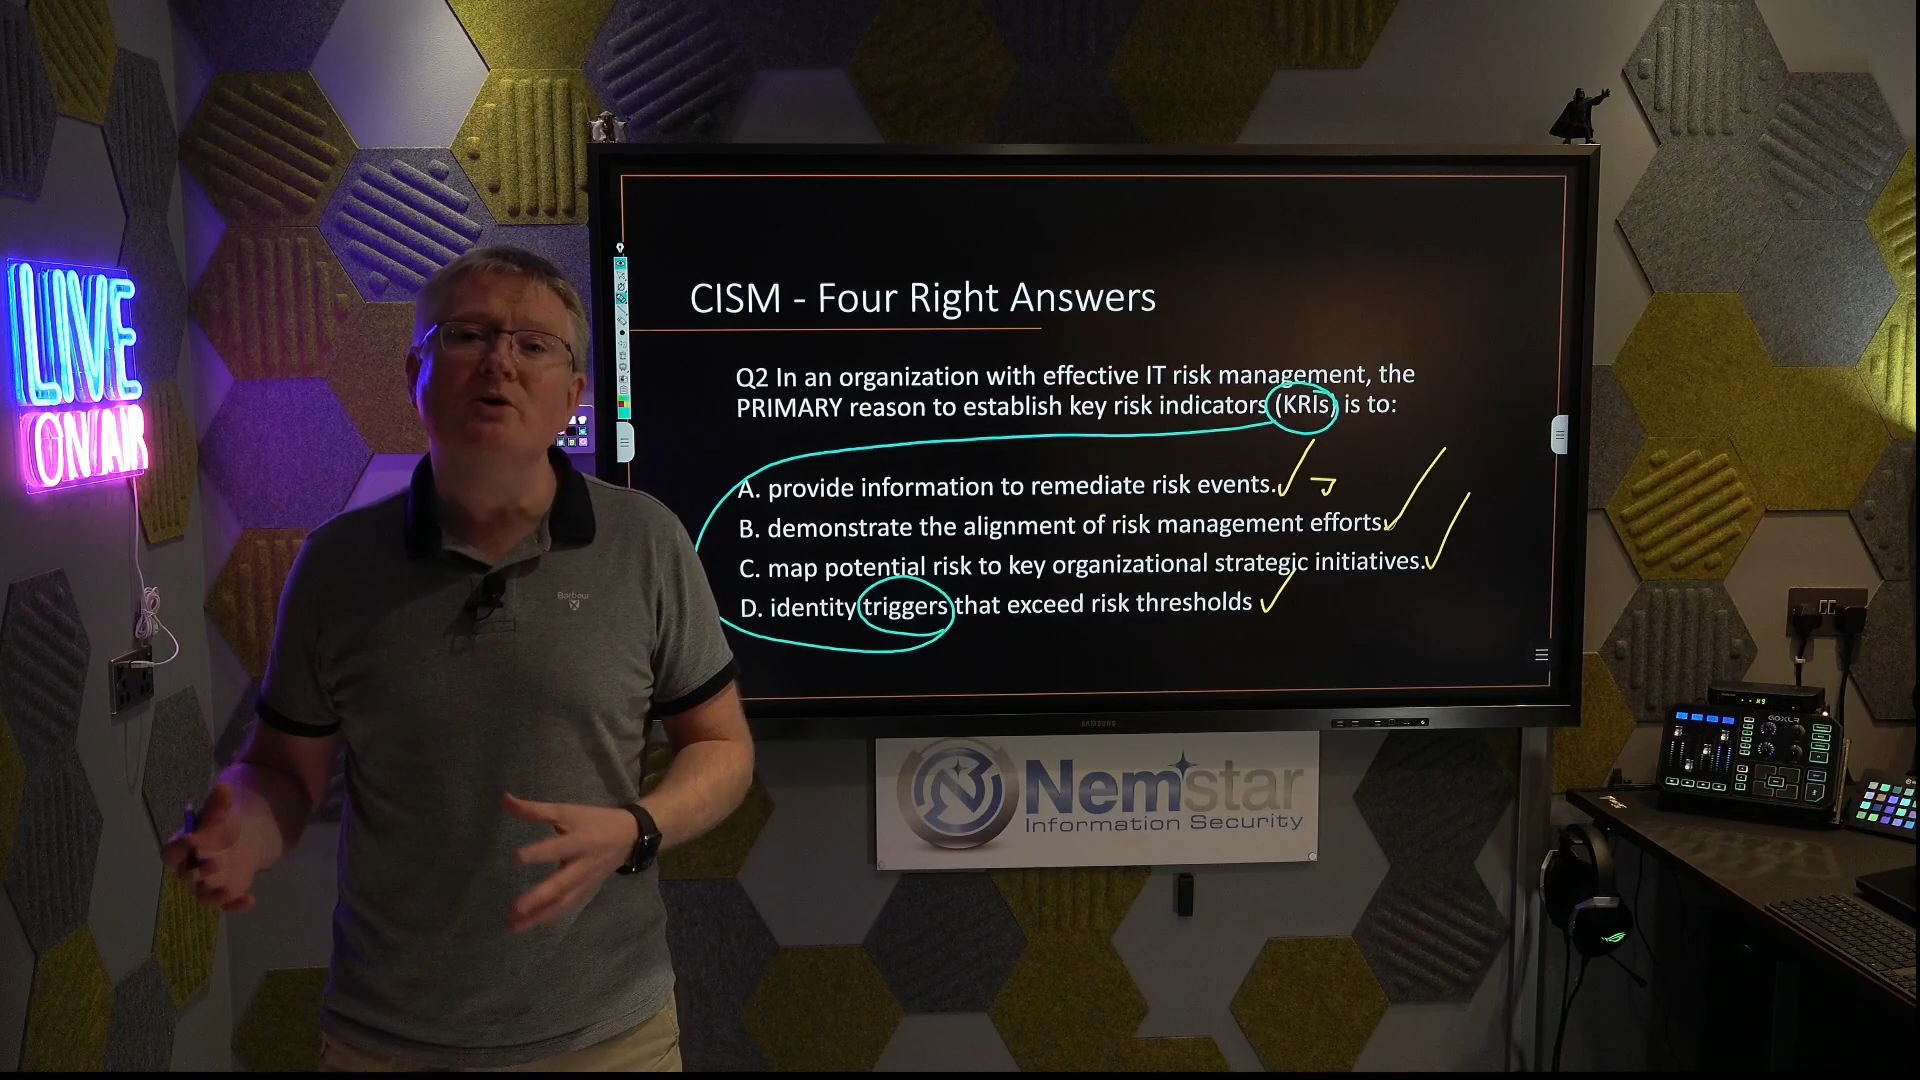 LIVE
ON AIR
CISM - Four Right Answers
Q2 In an organization with effective IT risk management, the
PRIMARY reason to establish key risk indicators (KRIs) is to:
A. provide information to remediate risk events.
B. demonstrate the alignment of risk management efforts.
C. map potential risk to key organizational strategic initiatives.
D. identity triggers that exceed risk thresholds
Barbour
SAMSUNG
Nemstar
Information Security
GOXLR